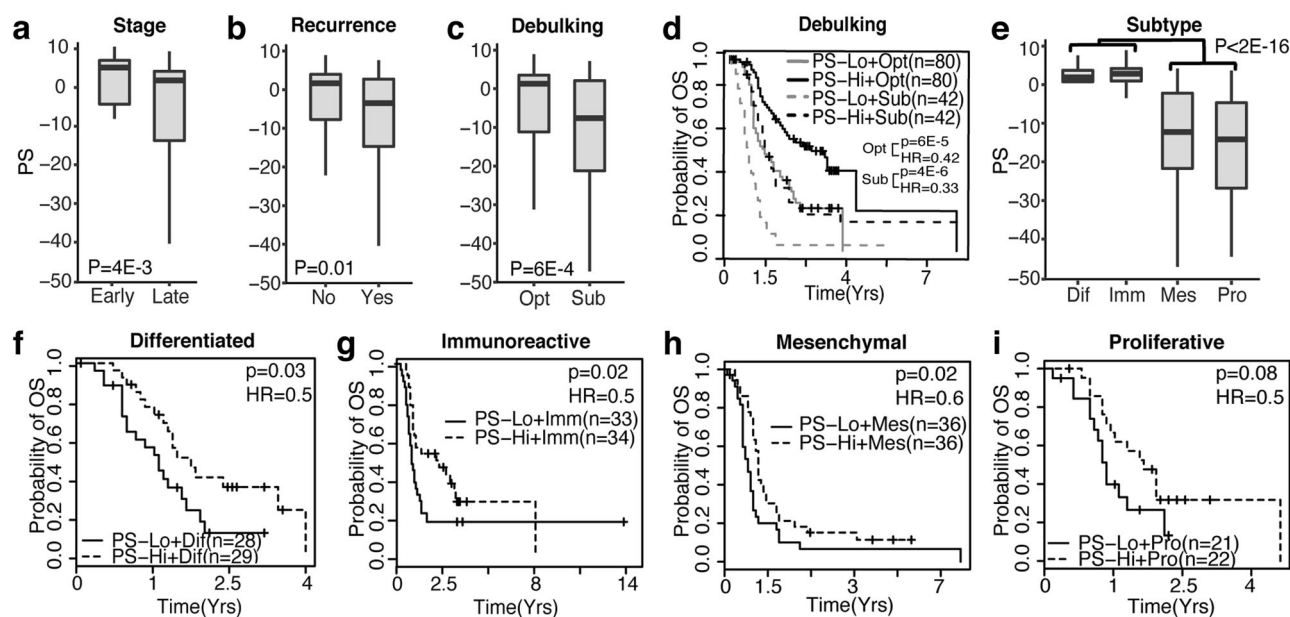 a Stage
PS
10
0
−10
−20
−30
−40
−50
P=4E−3
Early Late
b Recurrence
10
0
−10
−20
−30
−40
−50
P=0.01
No Yes
c Debulking
10
0
−10
−20
−30
−40
−50
P=6E−4
Opt Sub
d Debulking
Probability of OS
0.0 0.2 0.4 0.6 0.8 1.0
PS−Lo+Opt(n=80)
PS−Hi+Opt(n=80)
PS−Lo+Sub(n=42)
PS−Hi+Sub(n=42)
Opt
p=6E-5
HR=0.42
Sub
p=4E-6
HR=0.33
0 1.5 4 7
Time(Yrs)
e Subtype
PS
10
0
−10
−20
−30
−40
−50
P<2E-16
Dif Imm Mes Pro
f Differentiated
Probability of OS
0.0 0.2 0.4 0.6 0.8 1.0
p=0.03
HR=0.5
PS−Lo+Dif(n=28)
PS−Hi+Dif(n=29)
0 1 2.5 4
Time(Yrs)
g Immunoreactive
Probability of OS
0.0 0.2 0.4 0.6 0.8 1.0
p=0.02
HR=0.5
PS−Lo+Imm(n=33)
PS−Hi+Imm(n=34)
0 2.5 8 14
Time(Yrs)
h Mesenchymal
Probability of OS
0.0 0.2 0.4 0.6 0.8 1.0
p=0.02
HR=0.6
PS−Lo+Mes(n=36)
PS−Hi+Mes(n=36)
0 1.5 3 7
Time(Yrs)
i Proliferative
Probability of OS
0.0 0.2 0.4 0.6 0.8 1.0
p=0.08
HR=0.5
PS−Lo+Pro(n=21)
PS−Hi+Pro(n=22)
0 1 2.5 4
Time(Yrs)